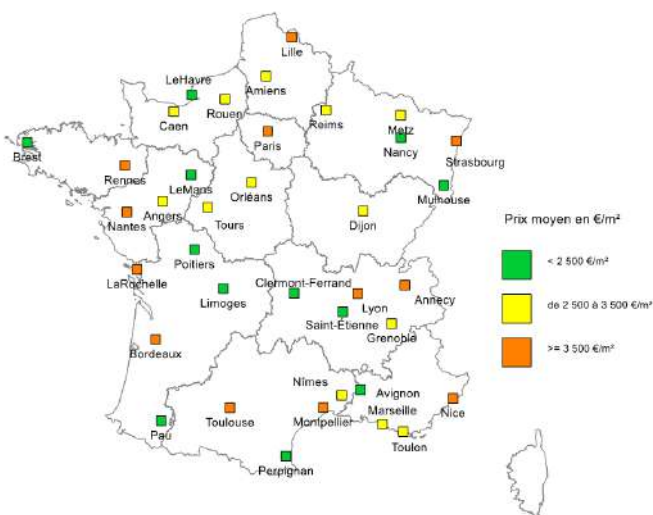 Lille
LeHavre
Amiens
Rouen
Caen
Reims
Metz
Paris
Nancy
Strasbourg
Brest
Rennes
LeMans
Orléans
Mulhouse
Angers
Nantes
Tours
Dijon
Prix moyen en €/m²
Poitiers
< 2 500 €/m²
LaRochelle
Clermont-Ferrand
Annecy
Limoges
Lyon
de 2 500 à 3 500 €/m²
Saint-Etienne
Grenoble
Bordeaux
>= 3 500 €/m²
Nîmes
Avignon
Toulouse
Montpellier
Marseille
Nice
Pau
Toulon
Perpignan